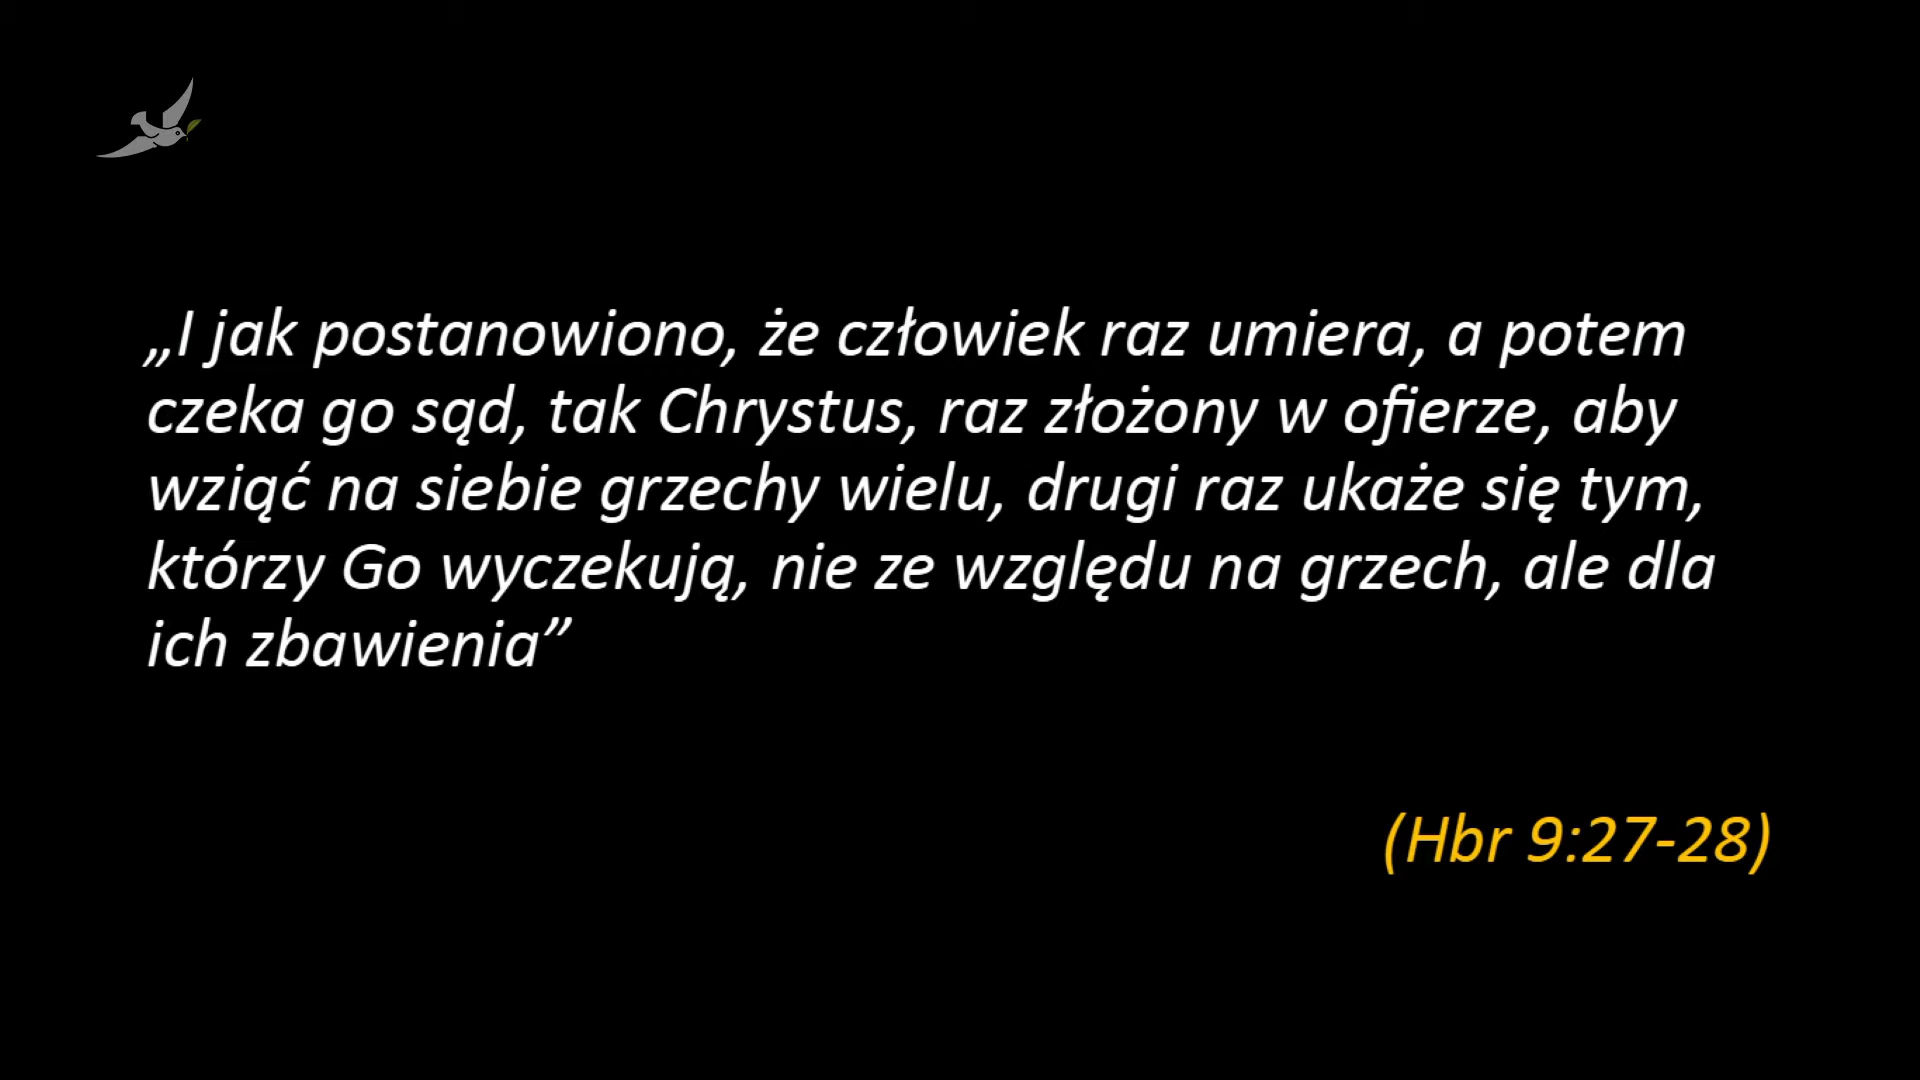 „I jak postanowiono, że człowiek raz umiera, a potem
czeka go sąd, tak Chrystus, raz złożony w ofierze, aby
wziąć na siebie grzechy wielu, drugi raz ukaże się tym,
którzy Go wyczekują, nie ze względu na grzech, ale dla
ich zbawienia”
(Hbr 9:27-28)